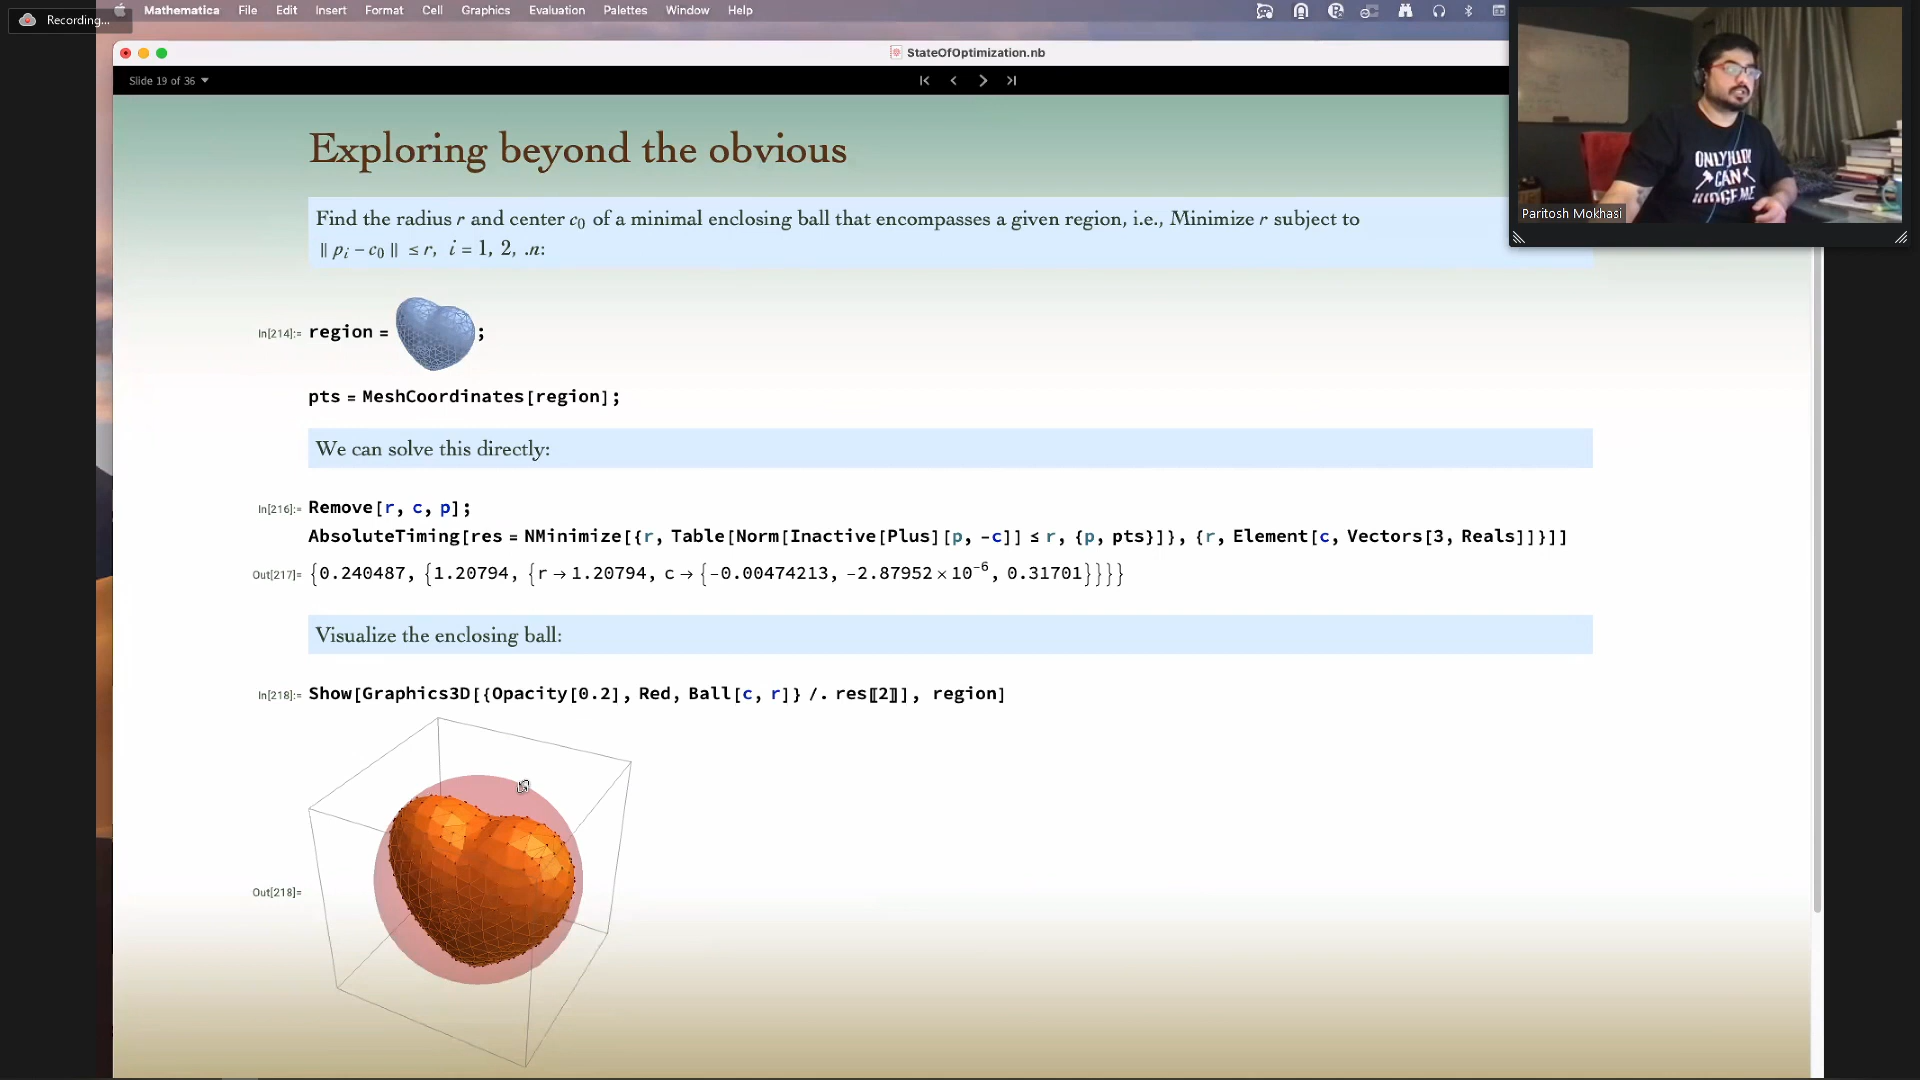 Recording...
Mathematica File Edit Insert Format Cell Graphics Evaluation Palettes Window Help
StateOfOptimization.nb
Slide 19 of 36
Exploring beyond the obvious
Find the radius r and center c₀ of a minimal enclosing ball that encompasses a given region, i.e., Minimize r subject to
‖ pᵢ − c₀ ‖ ≤ r, i = 1, 2, .n:
In[214]:= region = ;
pts = MeshCoordinates[region];
We can solve this directly:
In[216]:= Remove[r, c, p];
AbsoluteTiming[res = NMinimize[{r, Table[Norm[Inactive[Plus][p, -c]] ≤ r, {p, pts}]}, {r, Element[c, Vectors[3, Reals]]}]]
Out[217]= {0.240487, {1.20794, {r → 1.20794, c → {-0.00474213, -2.87952×10⁻⁶, 0.31701}}}}
Visualize the enclosing ball:
In[218]:= Show[Graphics3D[{Opacity[0.2], Red, Ball[c, r]} /. res[[2]]], region]
Out[218]=
ONLY JUDY
CAN
JUDGE ME
Paritosh Mokhasi